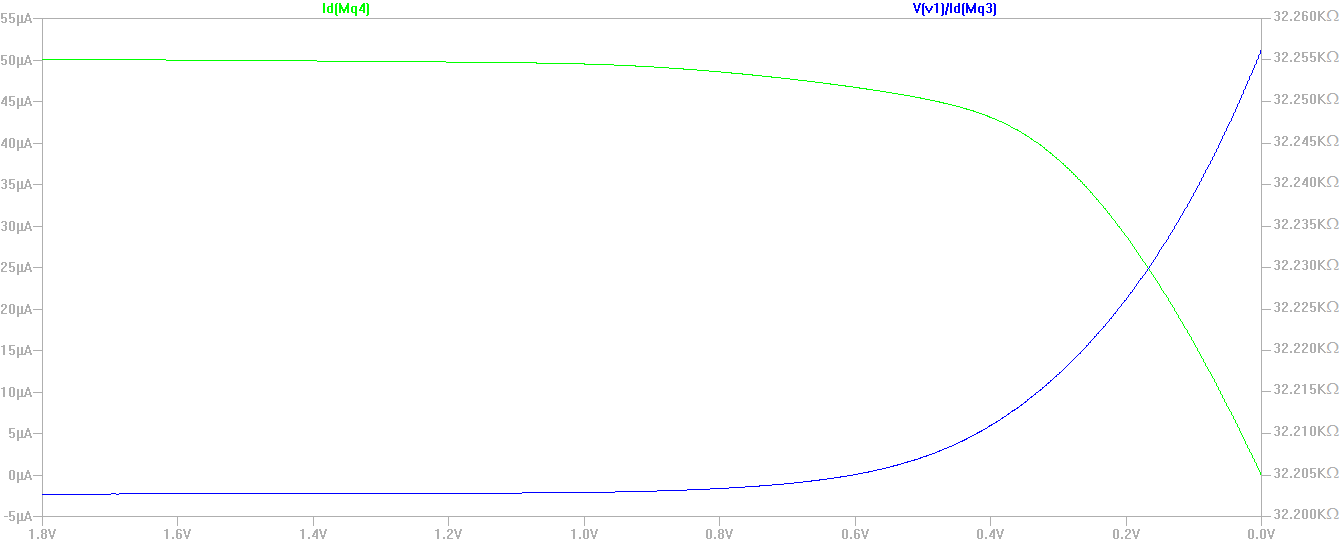 Id(Mq4) V(v1)/Id(Mq3)
55µA 32.260KΩ
50µA 32.255KΩ
45µA 32.250KΩ
40µA 32.245KΩ
35µA 32.240KΩ
30µA 32.235KΩ
25µA 32.230KΩ
20µA 32.225KΩ
15µA 32.220KΩ
10µA 32.215KΩ
5µA 32.210KΩ
0µA 32.205KΩ
-5µA 32.200KΩ
1.8V 1.6V 1.4V 1.2V 1.0V 0.8V 0.6V 0.4V 0.2V 0.0V